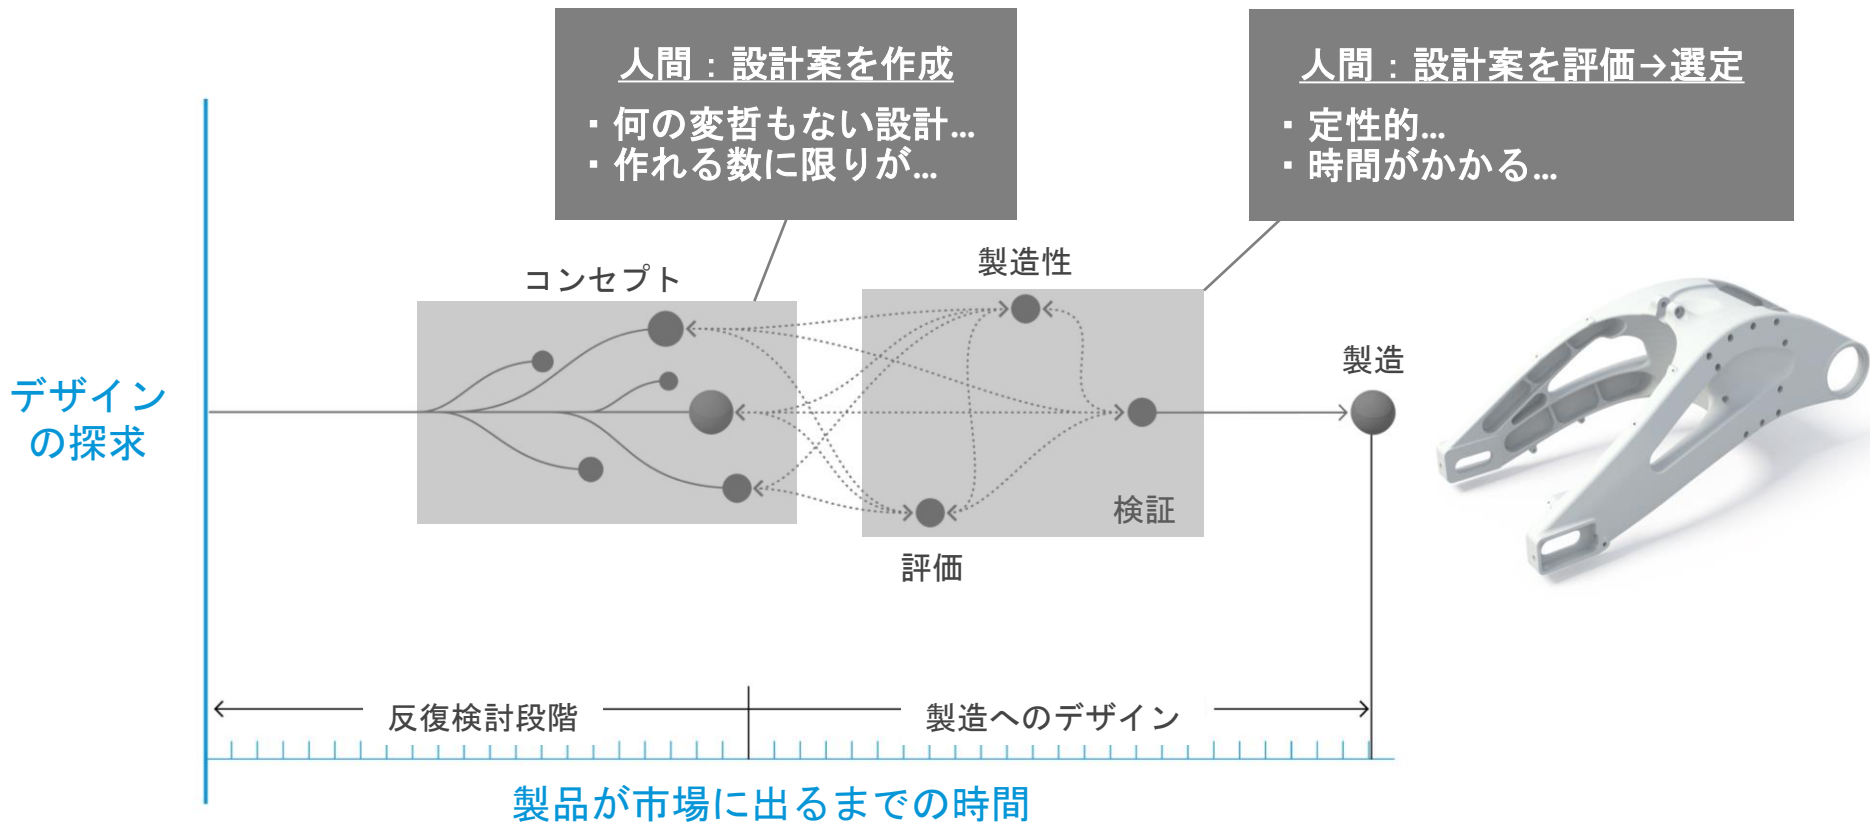 人間：設計案を作成
・何の変哲もない設計...
・作れる数に限りが...
人間：設計案を評価→選定
・定性的...
・時間がかかる...
コンセプト
製造性
製造
デザイン
の探求
検証
評価
反復検討段階
製造へのデザイン
製品が市場に出るまでの時間